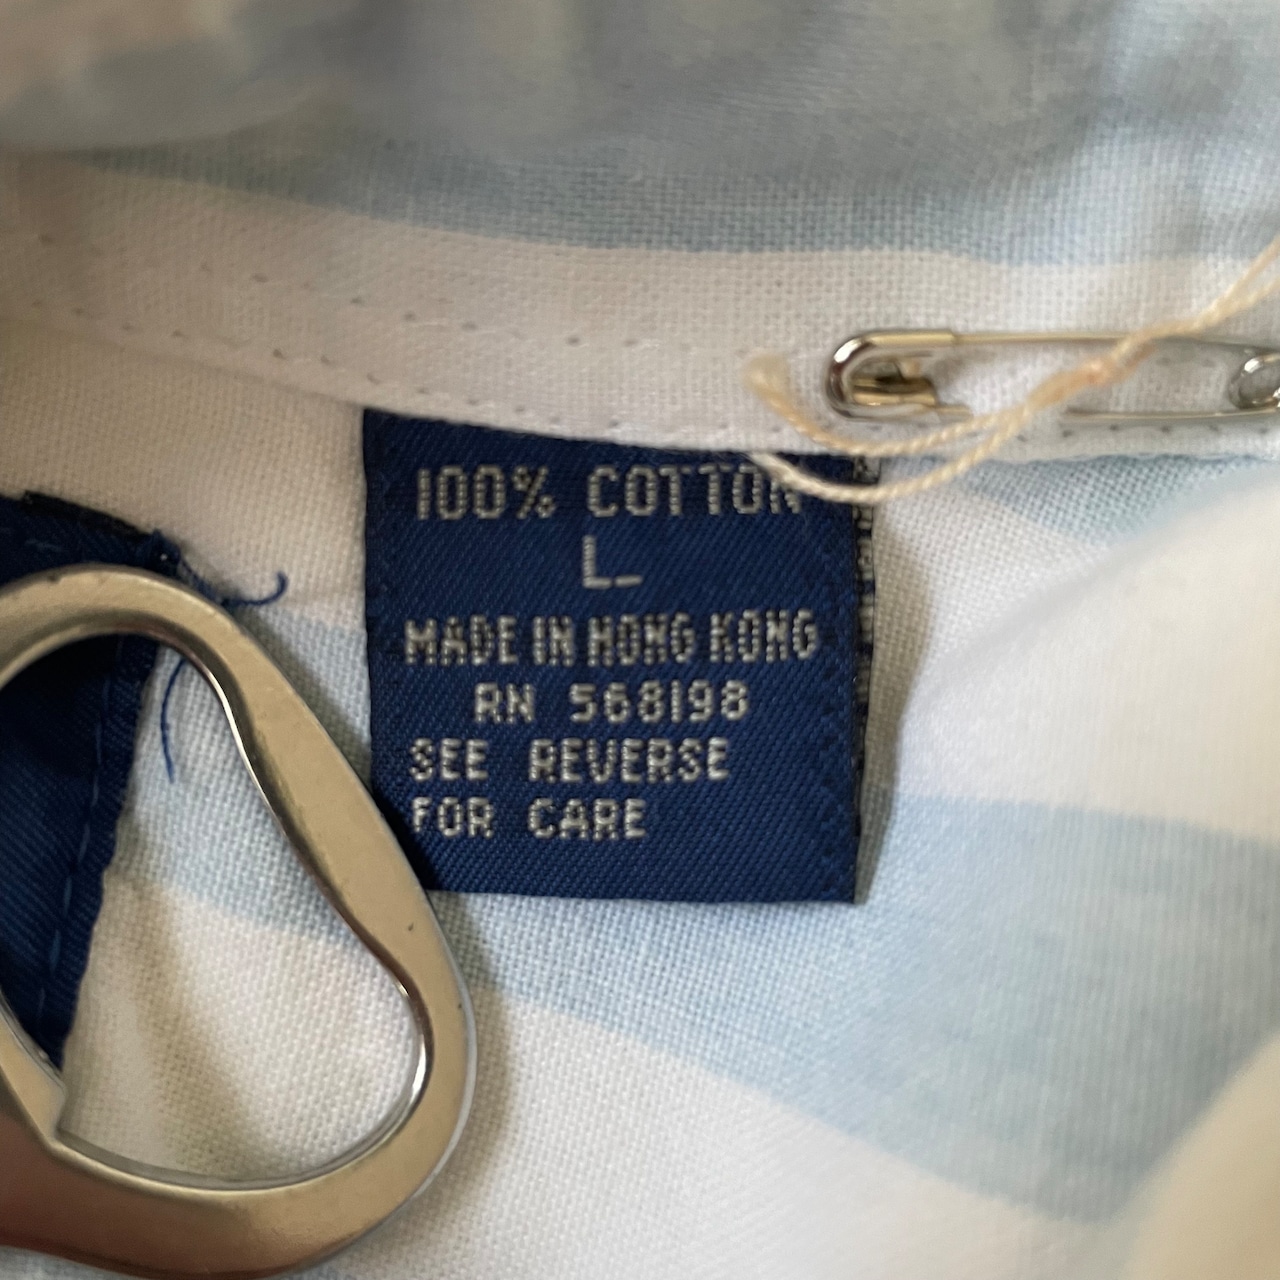 100% COTTON
L
MADE IN HONG KONG
RN 568198
SEE REVERSE
FOR CARE